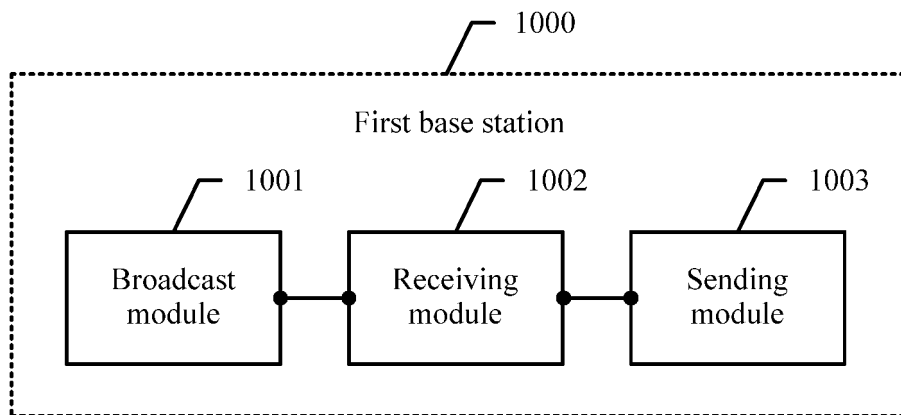 1000
First base station
1001
1002
1003
Broadcast
module
Receiving
module
Sending
module